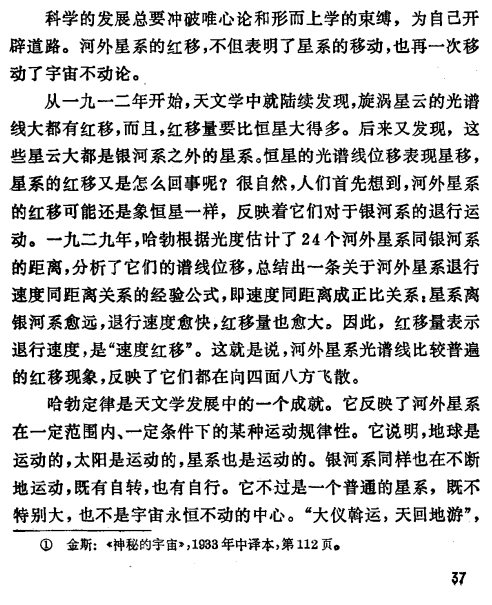 科学的发展总要冲破唯心论和形而上学的束缚，为自己开
辟道路。河外星系的红移,不但表明了星系的移动,也再一次移
动了宇宙不动论。
从一九一二年开始,天文学中就陆续发现,旋涡星云的光谱
线大都有红移,而且,红移量要比恒星大得多。后来又发现，这
些星云大都是银河系之外的星系。恒星的光谱线位移表现星移,
星系的红移又是怎么回事呢？很自然,人们首先想到,河外星系
的红移可能还是象恒星一样，反映着它们对于银河系的退行运
动。一九二九年,哈勃根据光度估计了24个河外星系同银河系
的距离,分析了它们的谱线位移,总结出一条关于河外星系退行
速度同距离关系的经验公式,即速度同距离成正比关系：星系离
银河系愈远,退行速度愈快,红移量也愈大。因此，红移量表示
退行速度,是“速度红移”。这就是说,河外星系光谱线比较普遍
的红移现象,反映了它们都在向四面八方飞散。
哈勃定律是天文学发展中的一个成就。它反映了河外星系
在一定范围内、一定条件下的某种运动规律性。它说明,地球是
运动的,太阳是运动的,星系也是运动的。银河系同样也在不断
地运动,既有自转,也有自行。它不过是一个普通的星系，既不
特别大，也不是宇宙永恒不动的中心。“大仪斡运，天回地游”，
① 金斯：《神秘的宇宙》,1933年中译本,第112页。
37